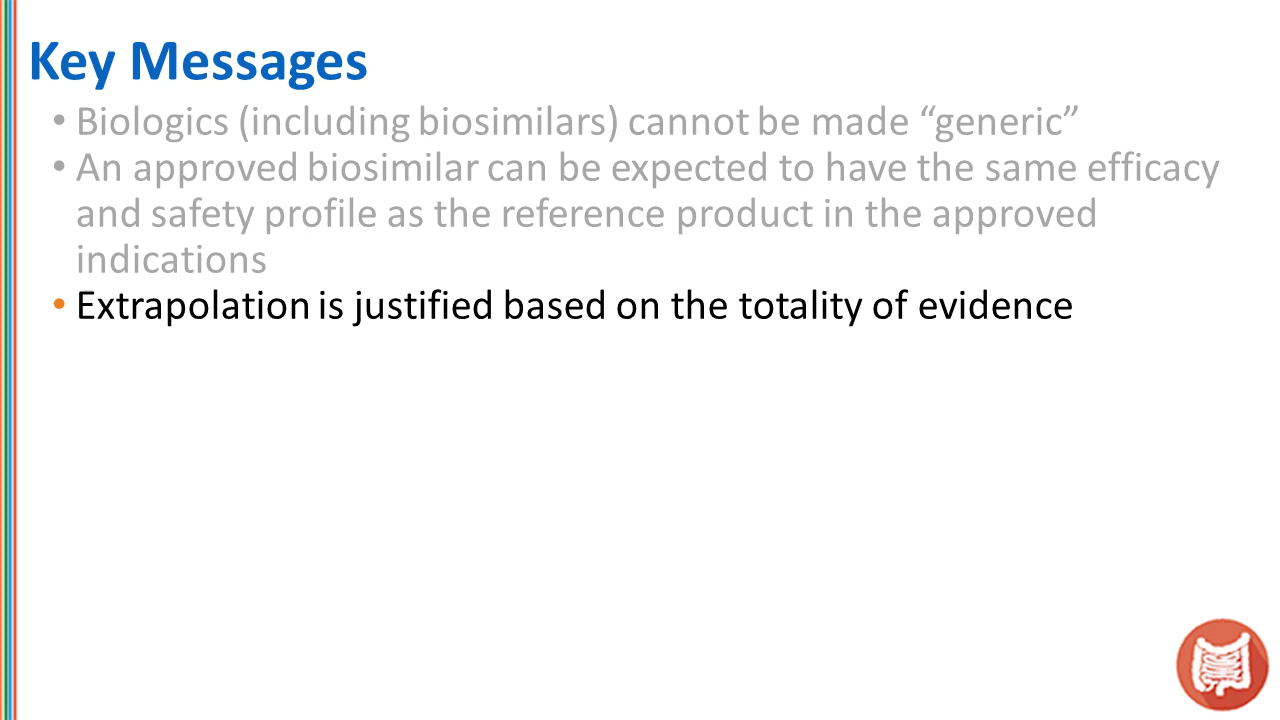 Key Messages
• Biologics (including biosimilars) cannot be made “generic”
• An approved biosimilar can be expected to have the same efficacy
and safety profile as the reference product in the approved
indications
• Extrapolation is justified based on the totality of evidence